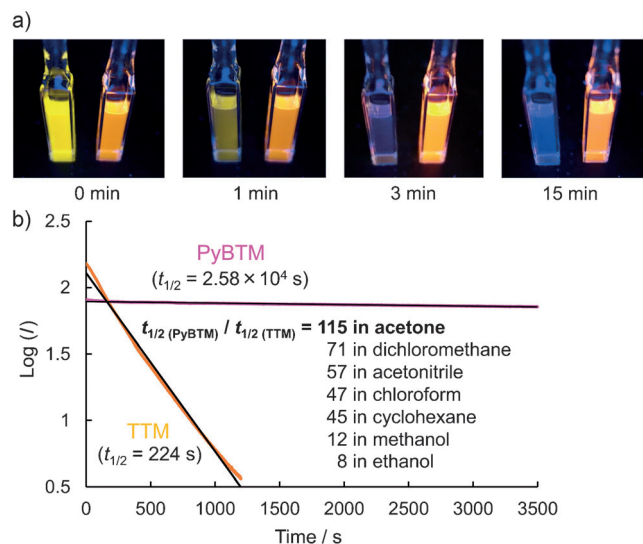 a)
0 min 1 min 3 min 15 min
b)
2.5
PyBTM
(t1/2 = 2.58 × 10⁴ s)
2
t1/2 (PyBTM) / t1/2 (TTM) = 115 in acetone
71 in dichloromethane
57 in acetonitrile
47 in chloroform
45 in cyclohexane
12 in methanol
8 in ethanol
Log (I)
1.5
1
TTM
(t1/2 = 224 s)
0.5
0 500 1000 1500 2000 2500 3000 3500
Time / s